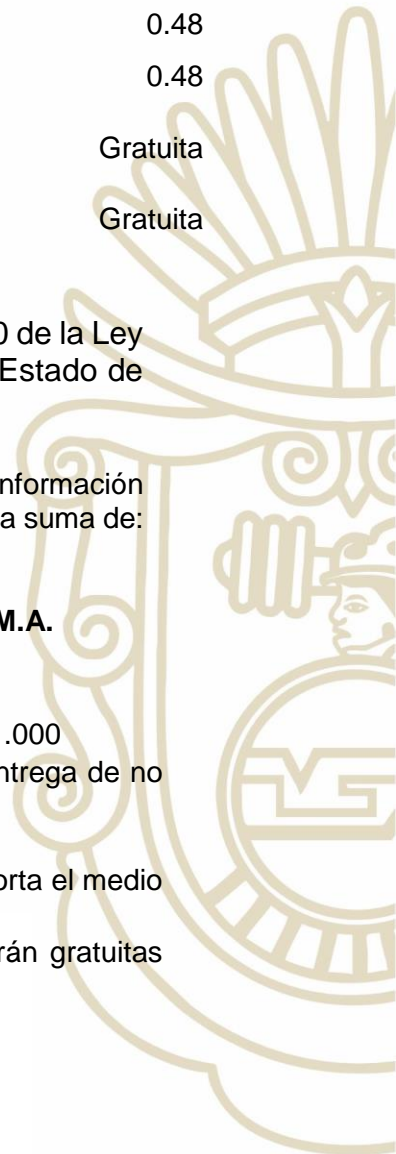 0.48
0.48
Gratuita
Gratuita
0 de la Ley
Estado de
nformación
a suma de:
M.A.
.000
ntrega de no
orta el medio
rán gratuitas